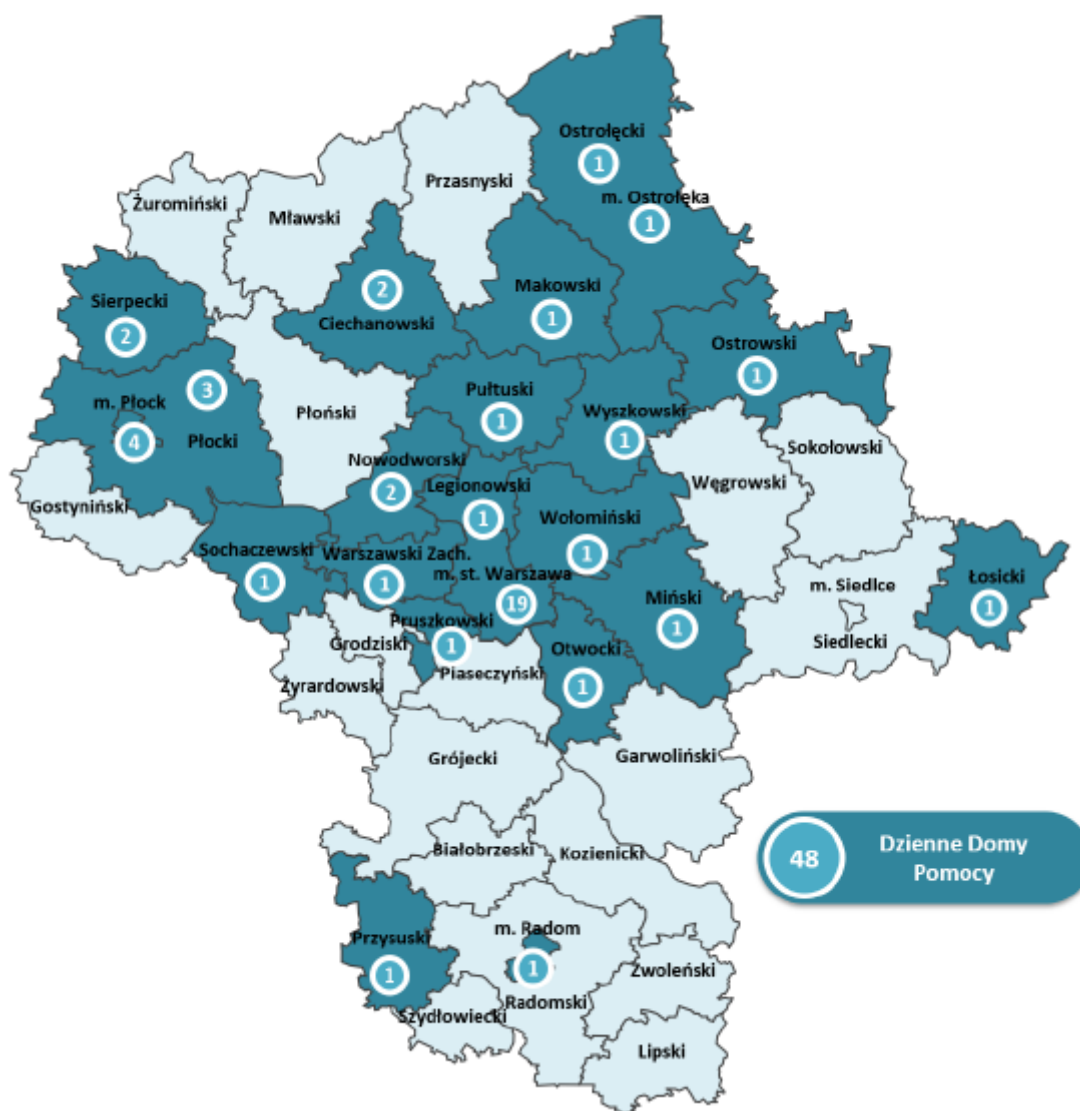 Ostrołęcki
1
m. Ostrołęka
1
Przasnyski
Żuromiński
Mławski
Sierpecki
2
2
Ciechanowski
Makowski
1
Ostrowski
1
m. Płock
3
4
Płocki
Płoński
Pułtuski
1
Wyszkowski
1
Sokołowski
Węgrowski
Gostyniński
Nowodworski
2
Legionowski
1
Wołomiński
1
Sochaczewski
1
Warszawski Zach.
1
m. st. Warszawa
19
Miński
1
m. Siedlce
Siedlecki
Łosicki
1
Pruszkowski
1
Grodziski
Piaseczyński
Otwocki
1
Żyrardowski
Grójecki
Garwoliński
Białobrzeski
Kozienicki
48
Dzienne Domy
Pomocy
Przysuski
1
m. Radom
1
Radomski
Zwoleński
Szydłowiecki
Lipski